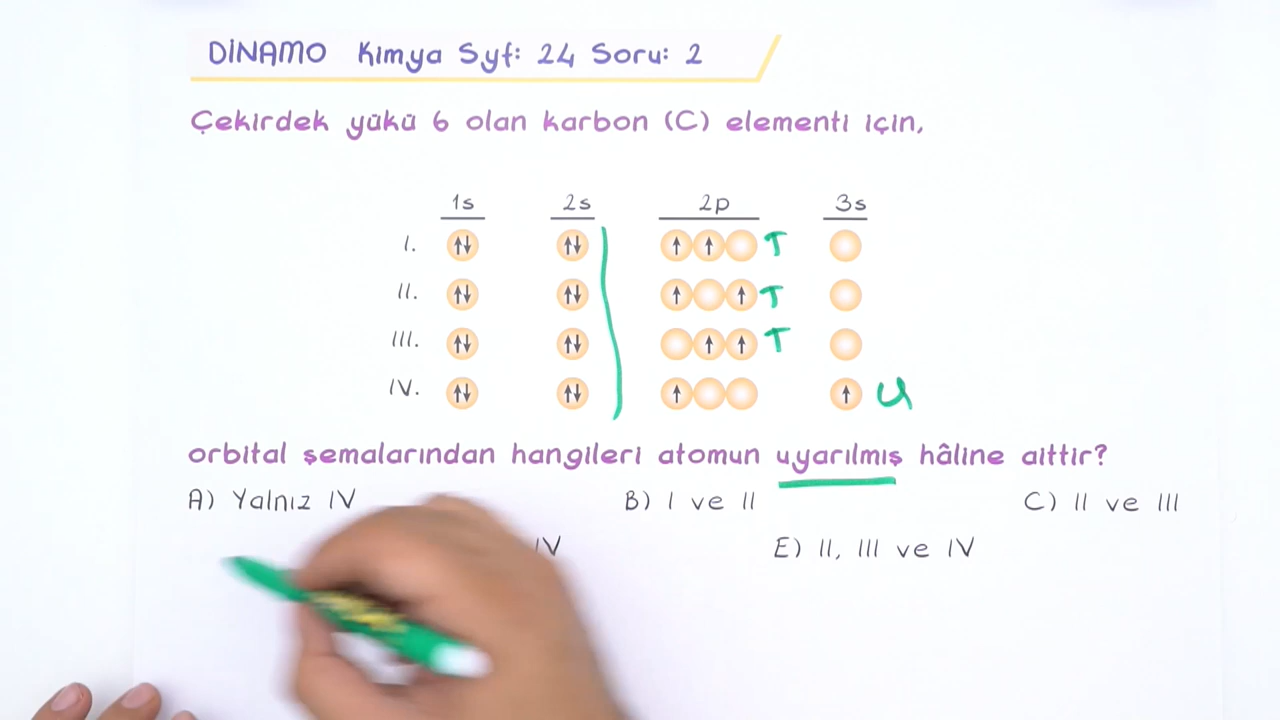 DİNAMO Kimya Syf: 24 Soru: 2
Çekirdek yükü 6 olan karbon (C) elementi için,
1s 2s 2p 3s
I. ↑↓ ↑↓ ↑ ↑ T
II. ↑↓ ↑↓ ↑ ↑ T
III. ↑↓ ↑↓ ↑ ↑ T
IV. ↑↓ ↑↓ ↑ ↑ U
orbital şemalarından hangileri atomun uyarılmış hâline aittir?
A) Yalnız IV B) I ve II C) II ve III
IV E) II, III ve IV